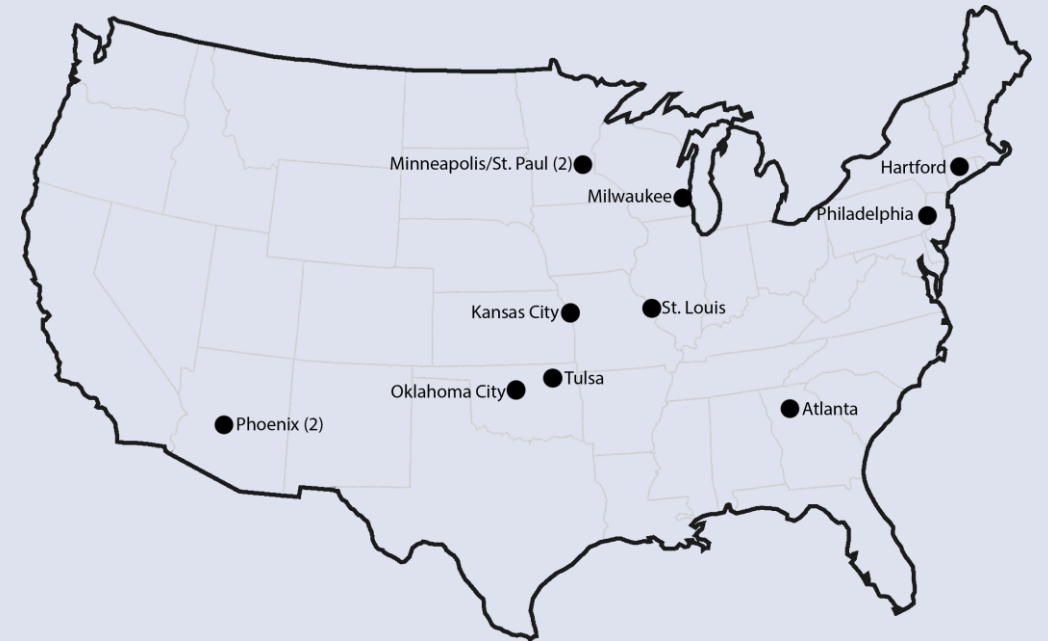 Minneapolis/St. Paul (2)
Hartford
Milwaukee
Philadelphia
Kansas City
St. Louis
Tulsa
Oklahoma City
Atlanta
Phoenix (2)